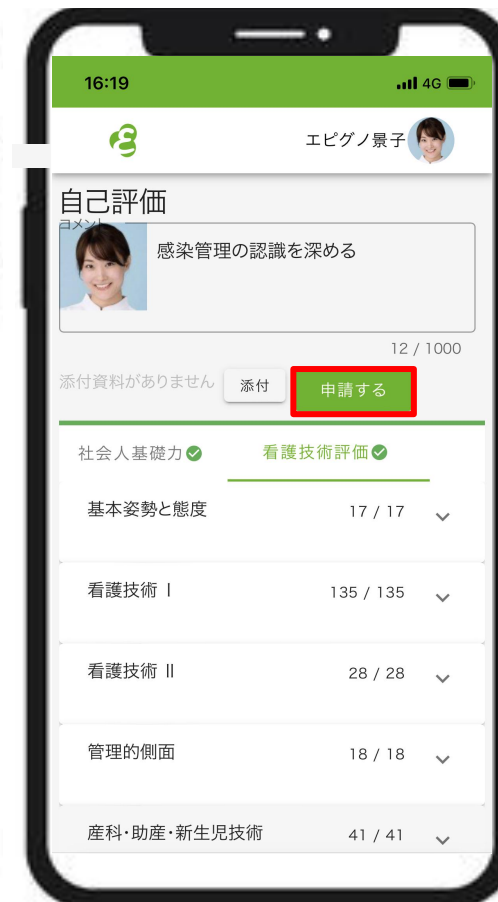 16:19 4G
エピグノ景子
自己評価
コメント
感染管理の認識を深める
12 / 1000
添付資料がありません 添付 申請する
社会人基礎力 看護技術評価
基本姿勢と態度 17 / 17
看護技術 Ⅰ 135 / 135
看護技術 Ⅱ 28 / 28
管理的側面 18 / 18
産科・助産・新生児技術 41 / 41